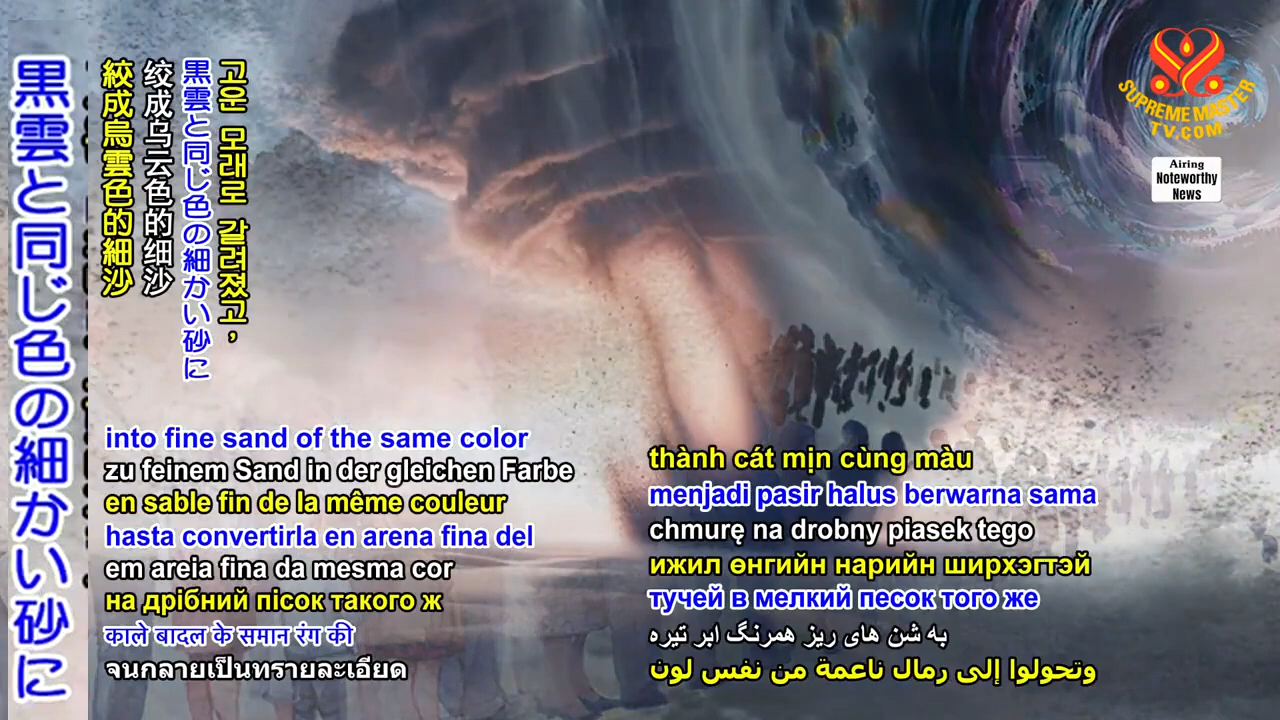 黒雲と同じ色の細かい砂に
絞成烏雲色的細沙
绞成乌云色的细沙
黒雲と同じ色の細かい砂に
고운 모래로 갈려졌고,
SUPREME MASTER
TV.COM
Airing
Noteworthy
News
into fine sand of the same color
zu feinem Sand in der gleichen Farbe
en sable fin de la même couleur
hasta convertirla en arena fina del
em areia fina da mesma cor
на дрібний пісок такого ж
काले बादल के समान रंग की
จนกลายเป็นทรายละเอียด
thành cát mịn cùng màu
menjadi pasir halus berwarna sama
chmurę na drobny piasek tego
ижил өнгийн нарийн ширхэгтэй
тучей в мелкий песок того же
به شن های ریز همرنگ ابر تیره
وتحولوا إلى رمال ناعمة من نفس لون